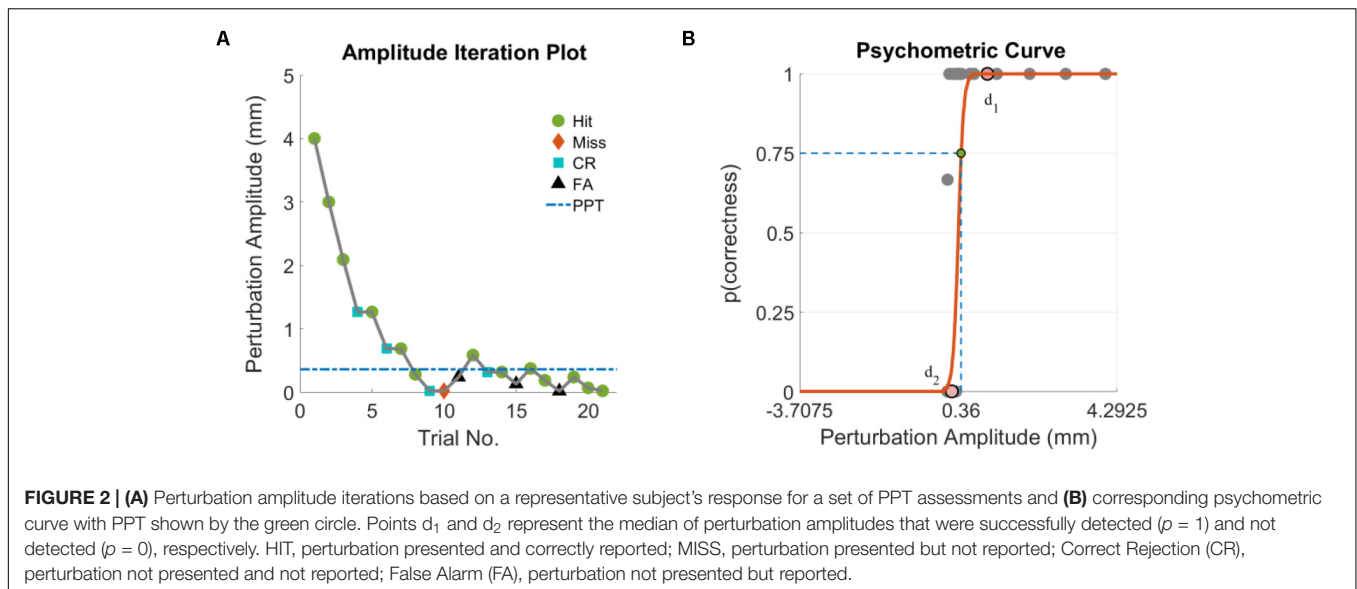 A
Amplitude Iteration Plot
Perturbation Amplitude (mm)
5
4
3
2
1
0
0 5 10 15 20
Trial No.
Hit
Miss
CR
FA
PPT
B
Psychometric Curve
p(correctness)
1
0.75
0.5
0.25
0
d1
d2
-3.7075 0.36 4.2925
Perturbation Amplitude (mm)
FIGURE 2 | (A) Perturbation amplitude iterations based on a representative subject's response for a set of PPT assessments and (B) corresponding psychometric
curve with PPT shown by the green circle. Points d1 and d2 represent the median of perturbation amplitudes that were successfully detected (p = 1) and not
detected (p = 0), respectively. HIT, perturbation presented and correctly reported; MISS, perturbation presented but not reported; Correct Rejection (CR),
perturbation not presented and not reported; False Alarm (FA), perturbation not presented but reported.